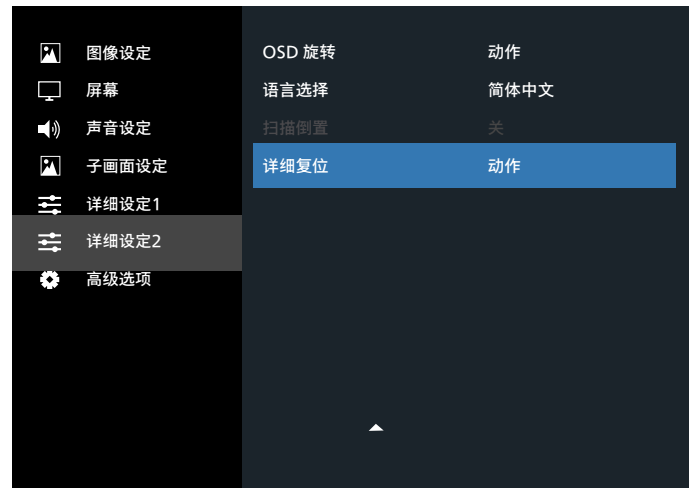 图像设定
屏幕
声音设定
子画面设定
详细设定1
详细设定2
高级选项
OSD 旋转 动作
语言选择 简体中文
扫描倒置 关
详细复位 动作